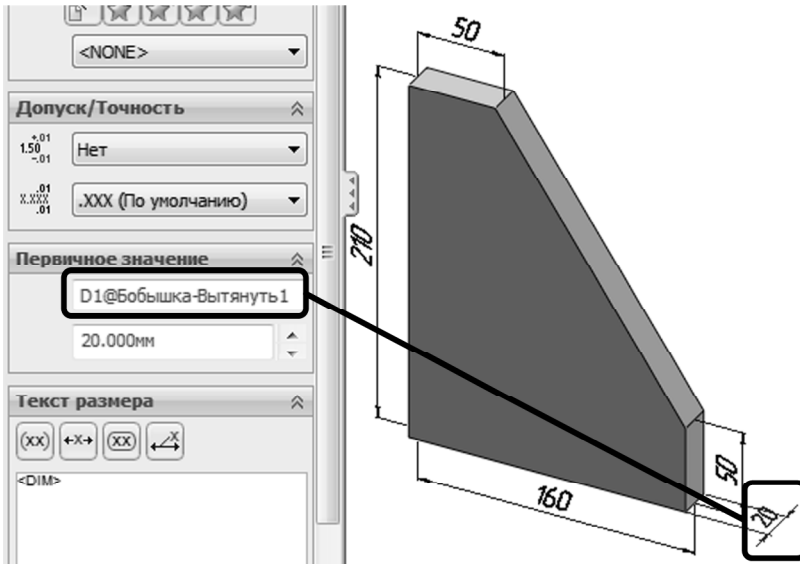 <NONE>
Допуск/Точность
1.50 +.01 -.01
Нет
X.XXX .01 .01
.XXX (По умолчанию)
Первичное значение
D1@Бобышка-Вытянуть1
20.000мм
Текст размера
(xx) ←X→ (xx) X
<DIM>
50
210
160
50
20